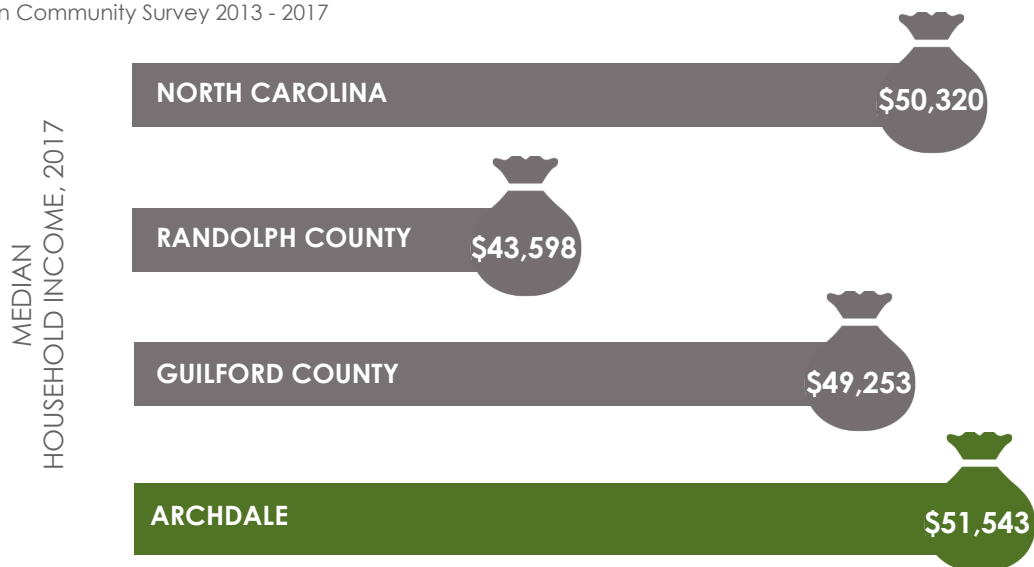 Community Survey 2013 - 2017
MEDIAN
HOUSEHOLD INCOME, 2017
NORTH CAROLINA
$50,320
RANDOLPH COUNTY
$43,598
GUILFORD COUNTY
$49,253
ARCHDALE
$51,543